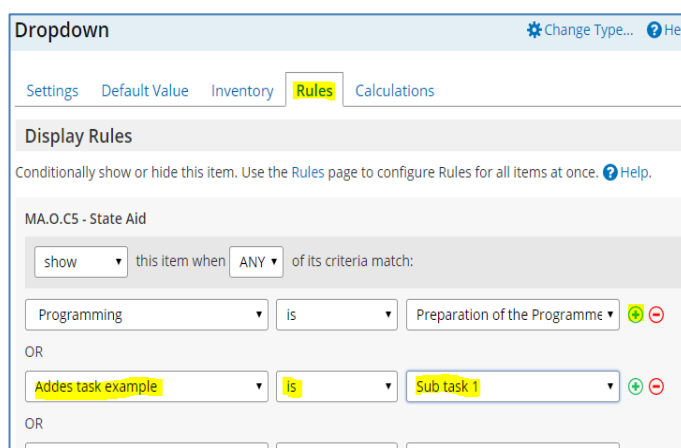 Dropdown Change Type... He
Settings Default Value Inventory Rules Calculations
Display Rules
Conditionally show or hide this item. Use the Rules page to configure Rules for all items at once. Help.
MA.O.C5 - State Aid
show this item when ANY of its criteria match:
Programming is Preparation of the Programme
OR
Addes task example is Sub task 1
OR